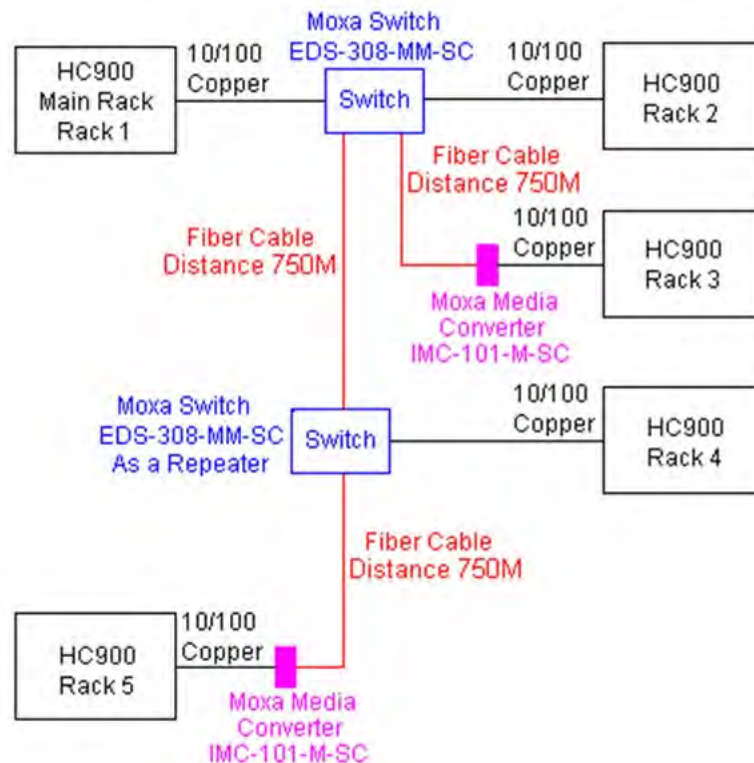 Moxa Switch
EDS-308-MM-SC
HC900
Main Rack
Rack 1
10/100
Copper
Switch
10/100
Copper
HC900
Rack 2
Fiber Cable
Distance 750M
Fiber Cable
Distance 750M
10/100
Copper
HC900
Rack 3
Moxa Media
Converter
IMC-101-M-SC
Moxa Switch
EDS-308-MM-SC
As a Repeater
Switch
10/100
Copper
HC900
Rack 4
Fiber Cable
Distance 750M
HC900
Rack 5
10/100
Copper
Moxa Media
Converter
IMC-101-M-SC